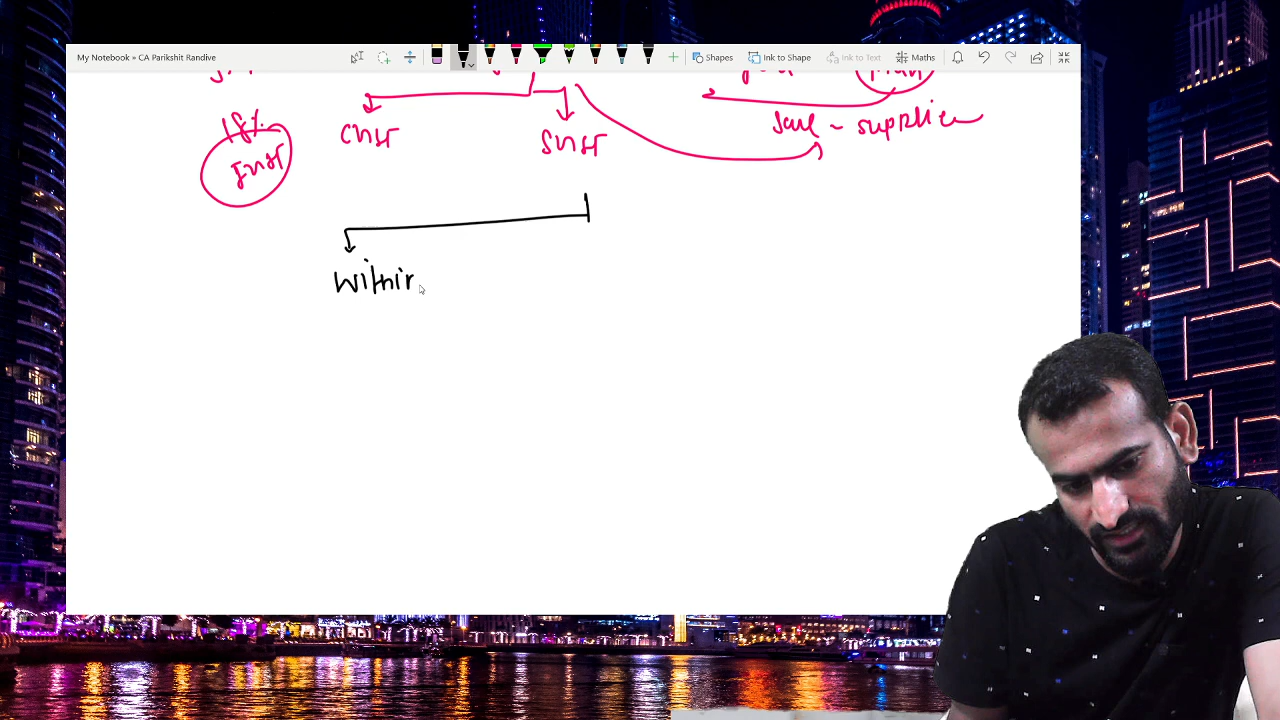 My Notebook » CA Parikshit Randive
Shapes
Ink to Shape
Ink to Text
Maths
18%
IGST
CGST
SGST
Sale - supplier
Within